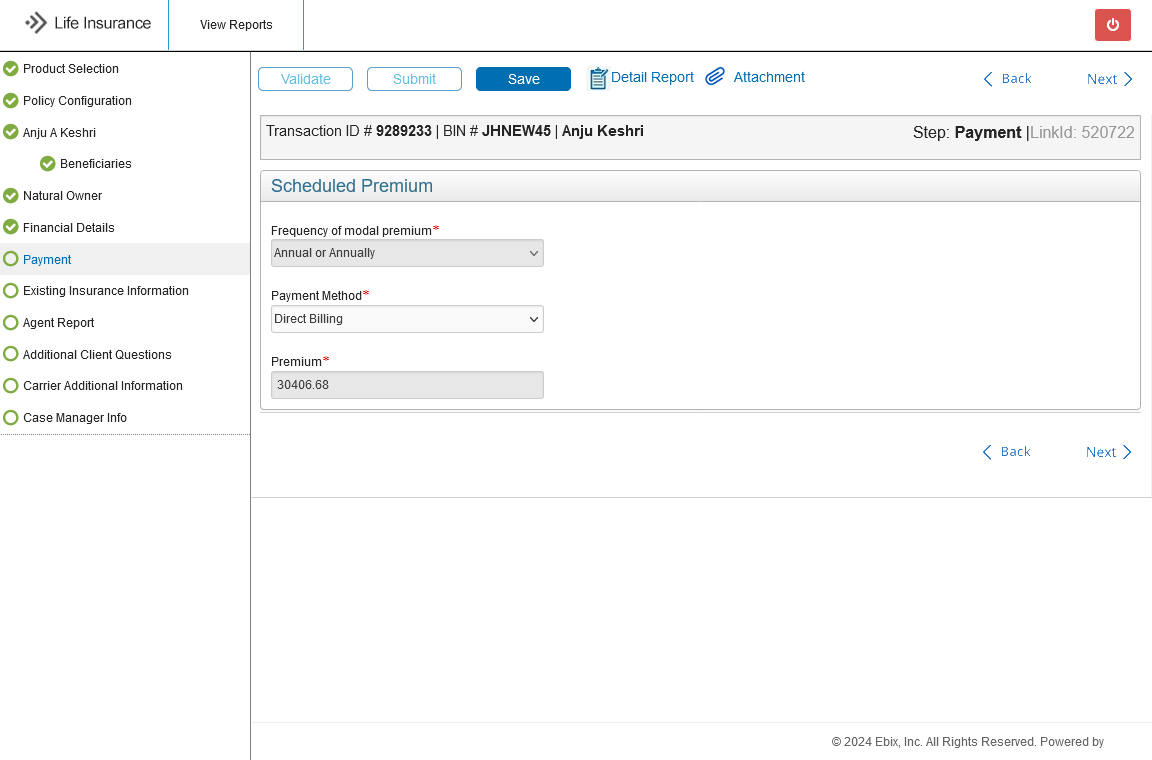 Life Insurance
View Reports
Product Selection
Policy Configuration
Anju A Keshri
Beneficiaries
Natural Owner
Financial Details
Payment
Existing Insurance Information
Agent Report
Additional Client Questions
Carrier Additional Information
Case Manager Info
Validate Submit Save Detail Report Attachment Back Next
Transaction ID # 9289233 | BIN # JHNEW45 | Anju Keshri
Step: Payment |LinkId: 520722
Scheduled Premium
Frequency of modal premium*
Annual or Annually
Payment Method*
Direct Billing
Premium*
30406.68
Back Next
© 2024 Ebix, Inc. All Rights Reserved. Powered by